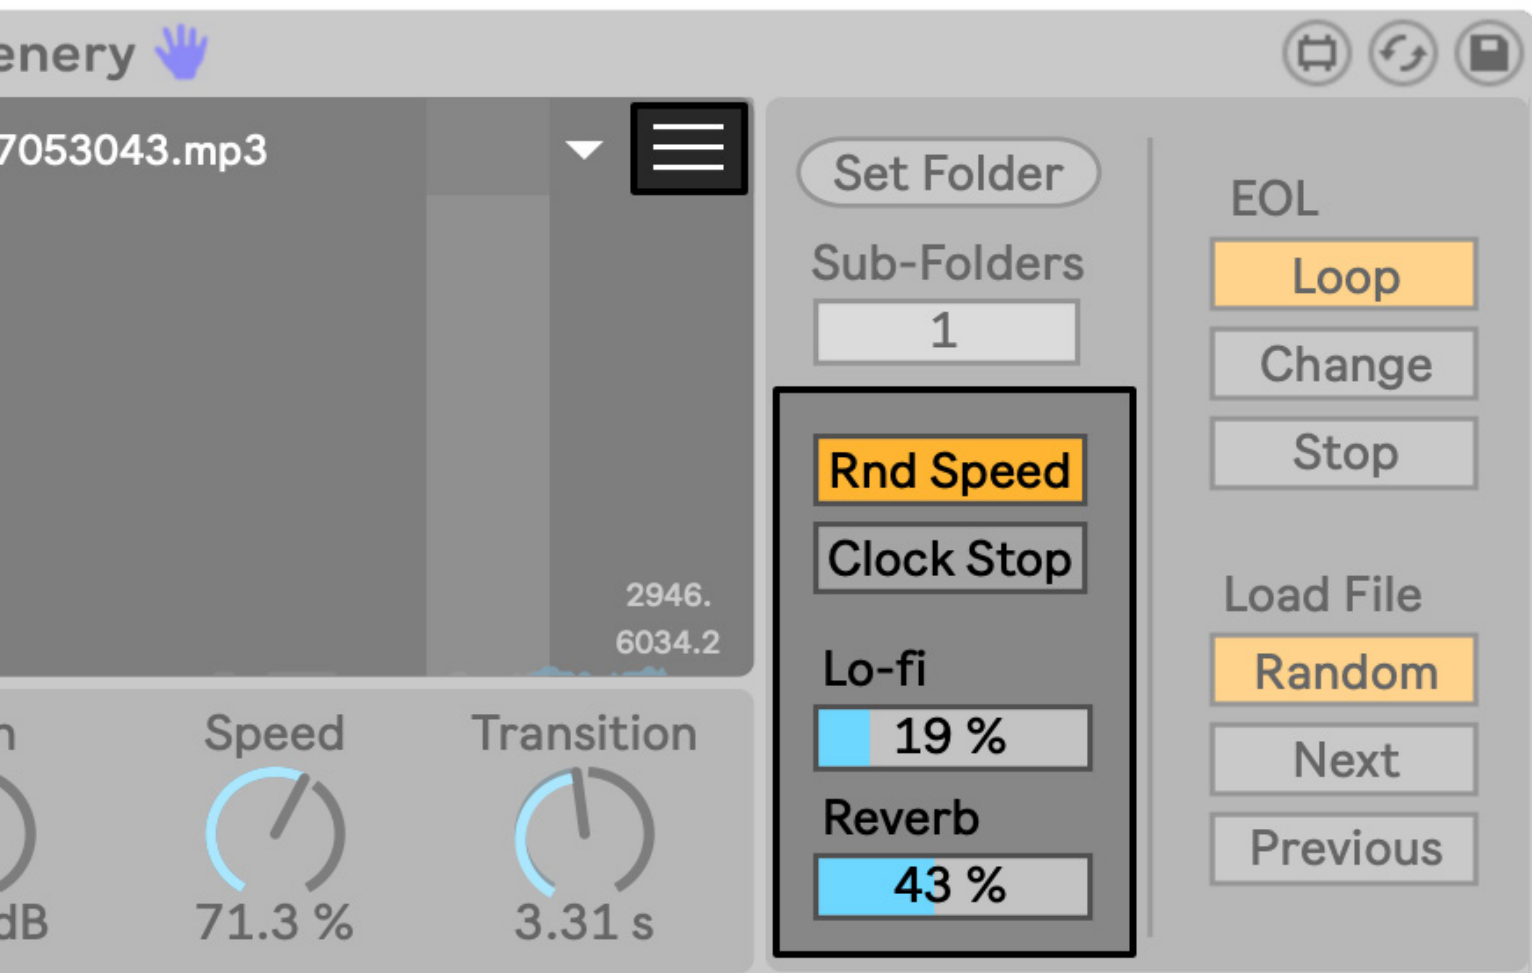 enery
7053043.mp3
2946.
6034.2
Speed
71.3 %
Transition
3.31 s
dB
Set Folder
Sub-Folders
1
Rnd Speed
Clock Stop
Lo-fi
19 %
Reverb
43 %
EOL
Loop
Change
Stop
Load File
Random
Next
Previous